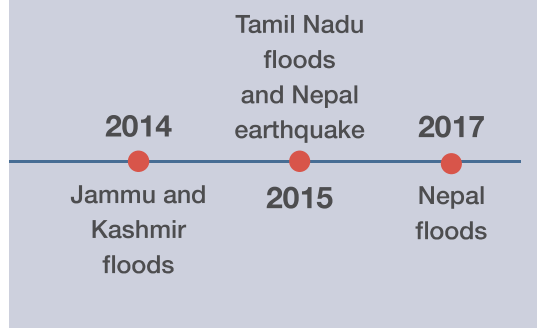 2014
Jammu and
Kashmir
floods
Tamil Nadu
floods
and Nepal
earthquake
2015
2017
Nepal
floods